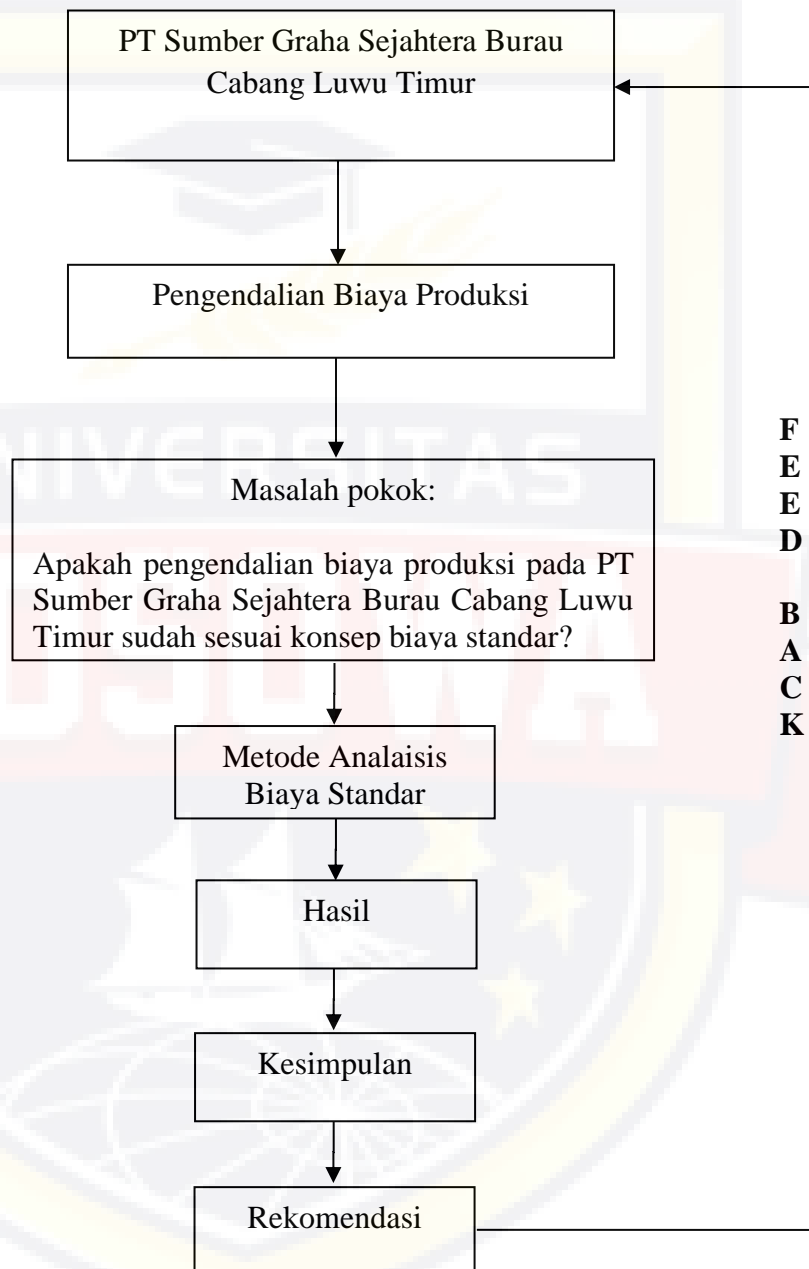 PT Sumber Graha Sejahtera Burau
Cabang Luwu Timur
Pengendalian Biaya Produksi
Masalah pokok:
Apakah pengendalian biaya produksi pada PT
Sumber Graha Sejahtera Burau Cabang Luwu
Timur sudah sesuai konsep biaya standar?
Metode Analaisis
Biaya Standar
Hasil
Kesimpulan
Rekomendasi
F
E
E
D
B
A
C
K